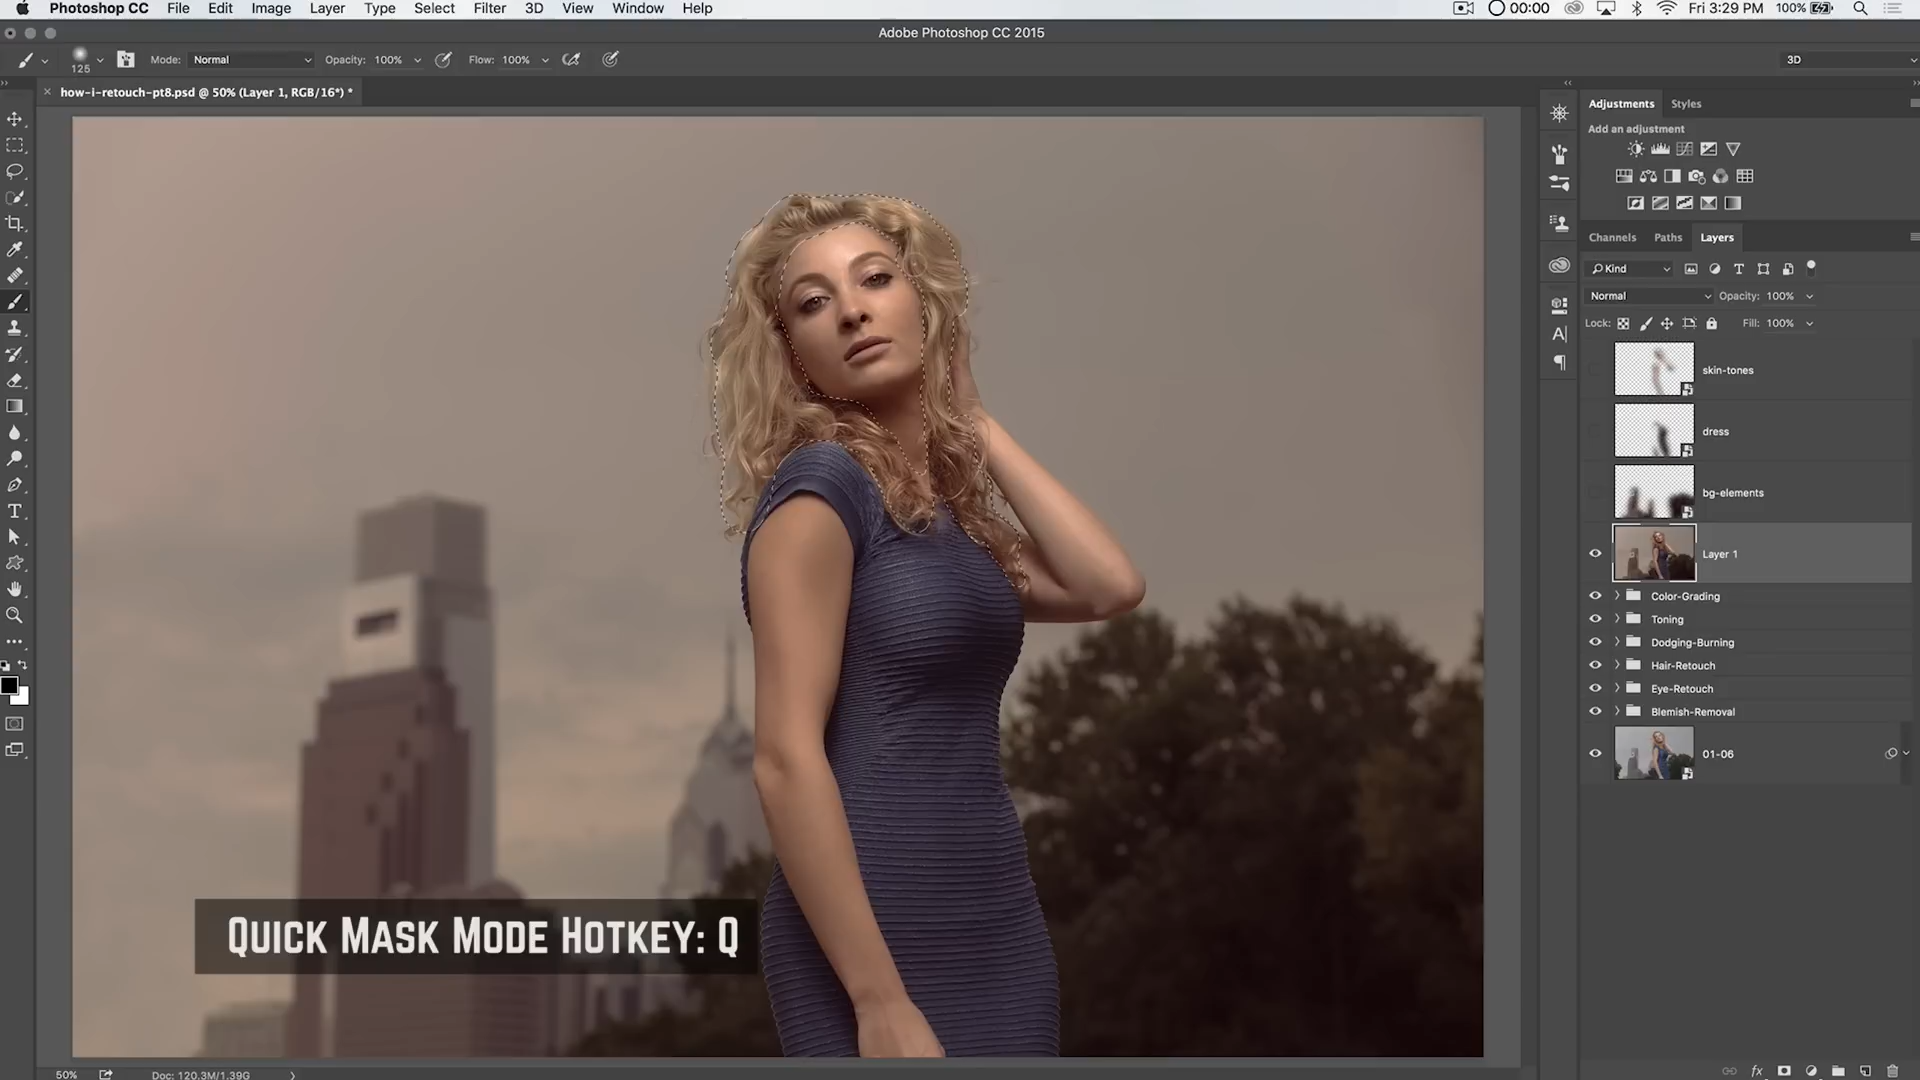 Photoshop CC File Edit Image Layer Type Select Filter 3D View Window Help 00:00 Fri 3:29 PM 100%
Adobe Photoshop CC 2015
125 Mode: Normal Opacity: 100% Flow: 100% 3D
how-i-retouch-pt8.psd @ 50% (Layer 1, RGB/16*) *
Adjustments Styles
Add an adjustment
Channels Paths Layers
Kind
Normal Opacity: 100%
Lock: Fill: 100%
skin-tones
dress
bg-elements
Layer 1
Color-Grading
Toning
Dodging-Burning
Hair-Retouch
Eye-Retouch
Blemish-Removal
01-06
Quick Mask Mode Hotkey: Q
50% Doc: 120.3M/1.39G
fx